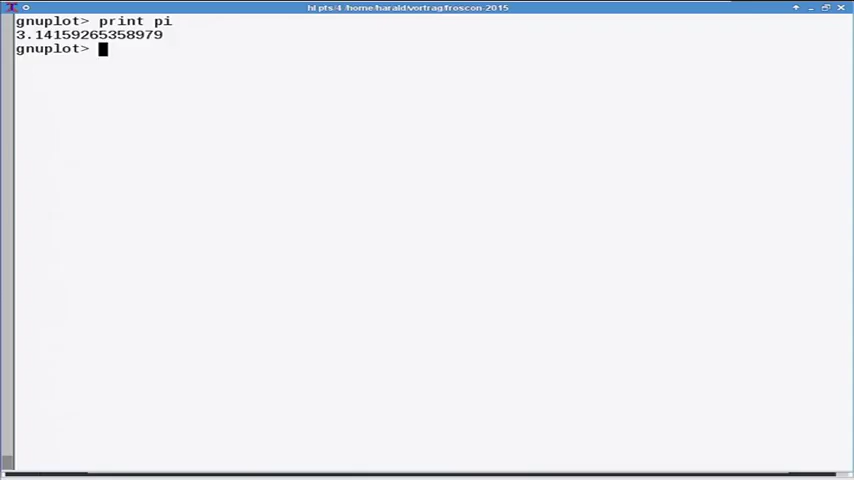 hl pts/4 /home/harald/vortrag/froscon-2015
gnuplot> print pi
3.14159265358979
gnuplot>